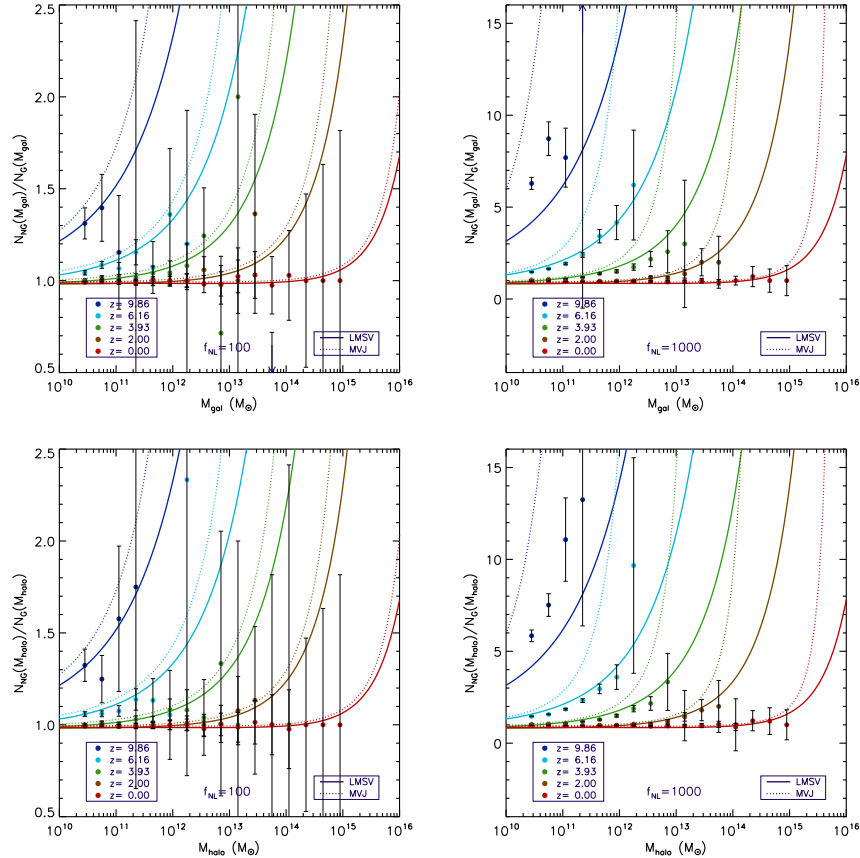 2.5
2.0
1.5
1.0
0.5
N_NG(M_gal)/N_G(M_gal)
z= 9.86
z= 6.16
z= 3.93
z= 2.00
z= 0.00
f_NL=100
LMSV
MVJ
10^10 10^11 10^12 10^13 10^14 10^15 10^16
M_gal (M_⊙)
15
10
5
0
N_NG(M_gal)/N_G(M_gal)
z= 9.86
z= 6.16
z= 3.93
z= 2.00
z= 0.00
f_NL=1000
LMSV
MVJ
10^10 10^11 10^12 10^13 10^14 10^15 10^16
M_gal (M_⊙)
2.5
2.0
1.5
1.0
0.5
N_NG(M_halo)/N_G(M_halo)
z= 9.86
z= 6.16
z= 3.93
z= 2.00
z= 0.00
f_NL=100
LMSV
MVJ
10^10 10^11 10^12 10^13 10^14 10^15 10^16
M_halo (M_⊙)
15
10
5
0
N_NG(M_halo)/N_G(M_halo)
z= 9.86
z= 6.16
z= 3.93
z= 2.00
z= 0.00
f_NL=1000
LMSV
MVJ
10^10 10^11 10^12 10^13 10^14 10^15 10^16
M_halo (M_⊙)